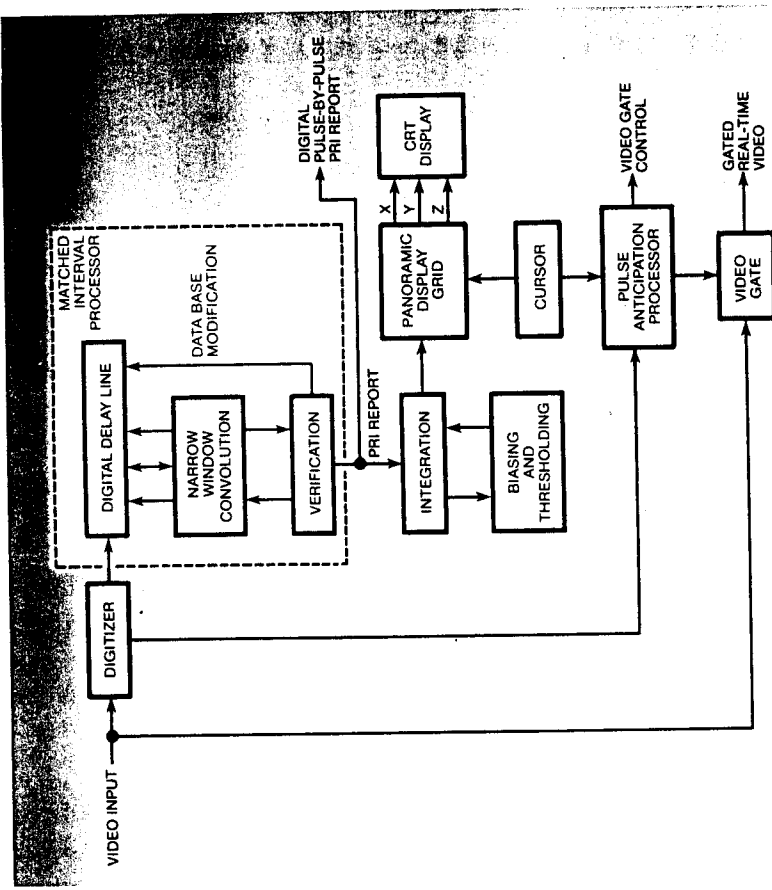 VIDEO INPUT
DIGITIZER
MATCHED
INTERVAL
PROCESSOR
DIGITAL DELAY LINE
NARROW
WINDOW
CONVOLUTION
DATA BASE
MODIFICATION
VERIFICATION
DIGITAL
PULSE-BY-PULSE
PRI REPORT
PRI REPORT
INTEGRATION
BIASING
AND
THRESHOLDING
PANORAMIC
DISPLAY
GRID
X
Y
Z
CRT
DISPLAY
CURSOR
PULSE
ANTICIPATION
PROCESSOR
VIDEO GATE
CONTROL
VIDEO
GATE
GATED
REAL-TIME
VIDEO